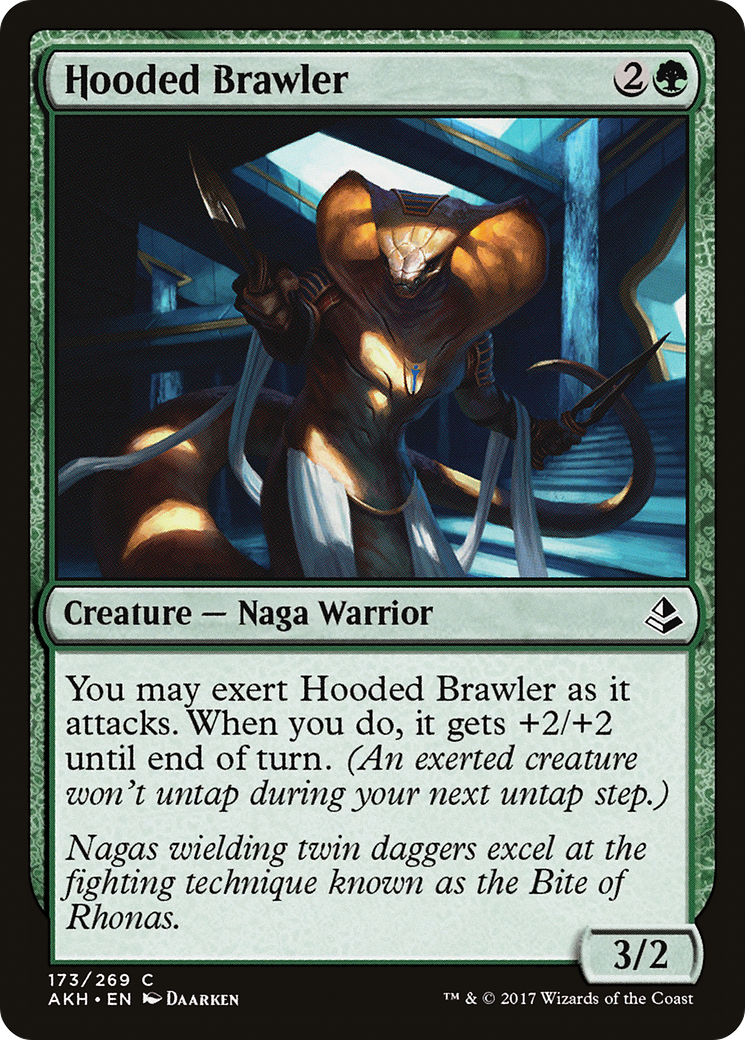 Hooded Brawler 2
Creature — Naga Warrior
You may exert Hooded Brawler as it
attacks. When you do, it gets +2/+2
until end of turn. (An exerted creature
won't untap during your next untap step.)
Nagas wielding twin daggers excel at the
fighting technique known as the Bite of
Rhonas.
3/2
173/269 C
AKH • EN Daarken
™ & © 2017 Wizards of the Coast